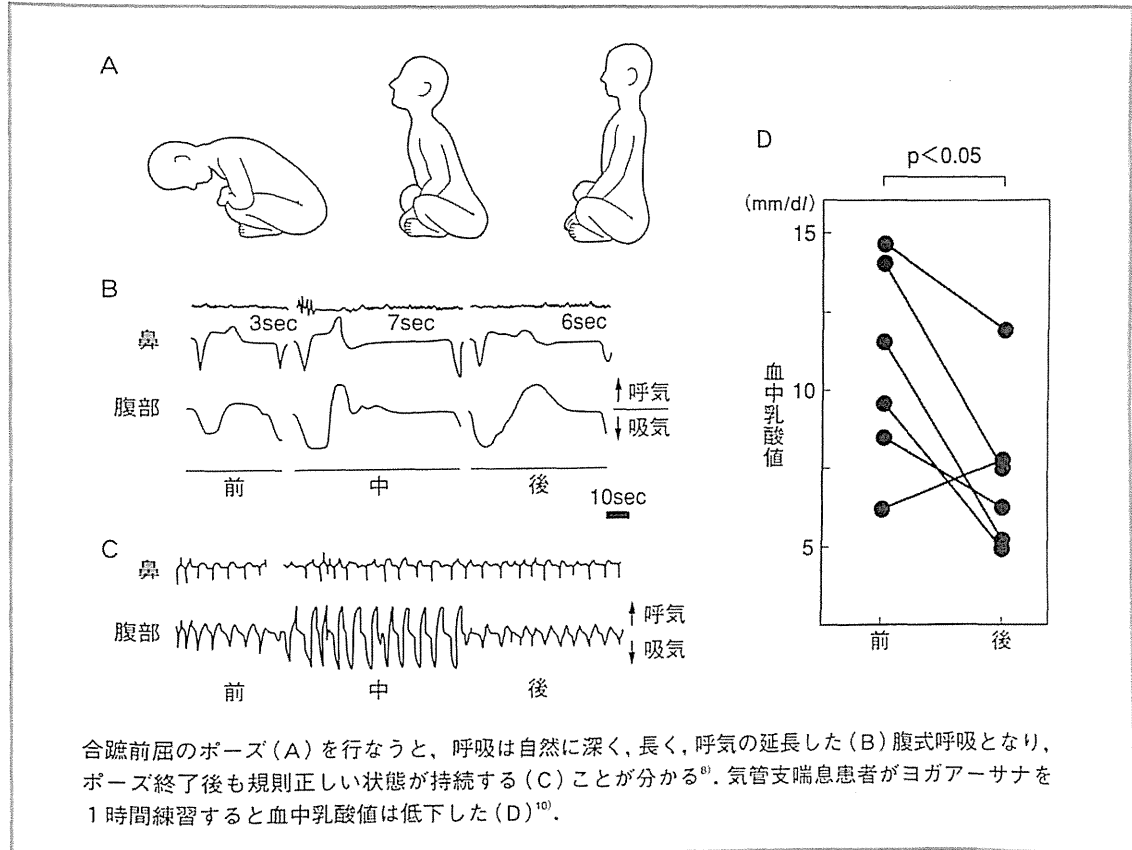 A
B
3sec 7sec 6sec
鼻
腹部
↑呼気
↓吸気
前 中 後
10sec
C
鼻
腹部
↑呼気
↓吸気
前 中 後
D
p<0.05
(mm/dl)
15
10
5
血中乳酸値
前 後
合蹠前屈のポーズ(A)を行なうと，呼吸は自然に深く，長く，呼気の延長した(B)腹式呼吸となり，
ポーズ終了後も規則正しい状態が持続する(C)ことが分かる⁸⁾．気管支喘息患者がヨガアーサナを
1時間練習すると血中乳酸値は低下した(D)¹⁰⁾．